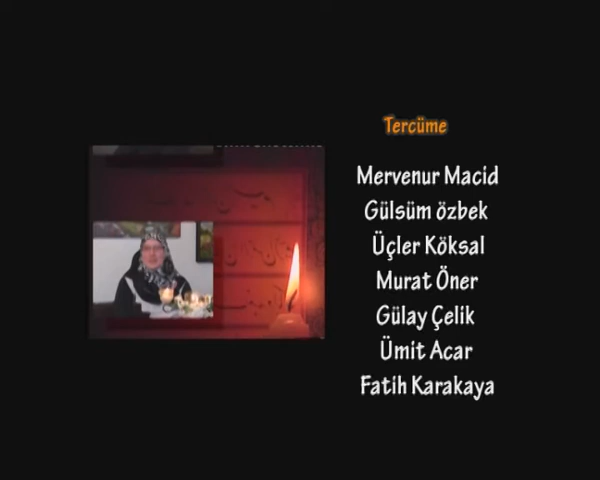 Tercüme
Mervenur Macid
Gülsüm özbek
Üçler Köksal
Murat Öner
Gülay Çelik
Ümit Acar
Fatih Karakaya